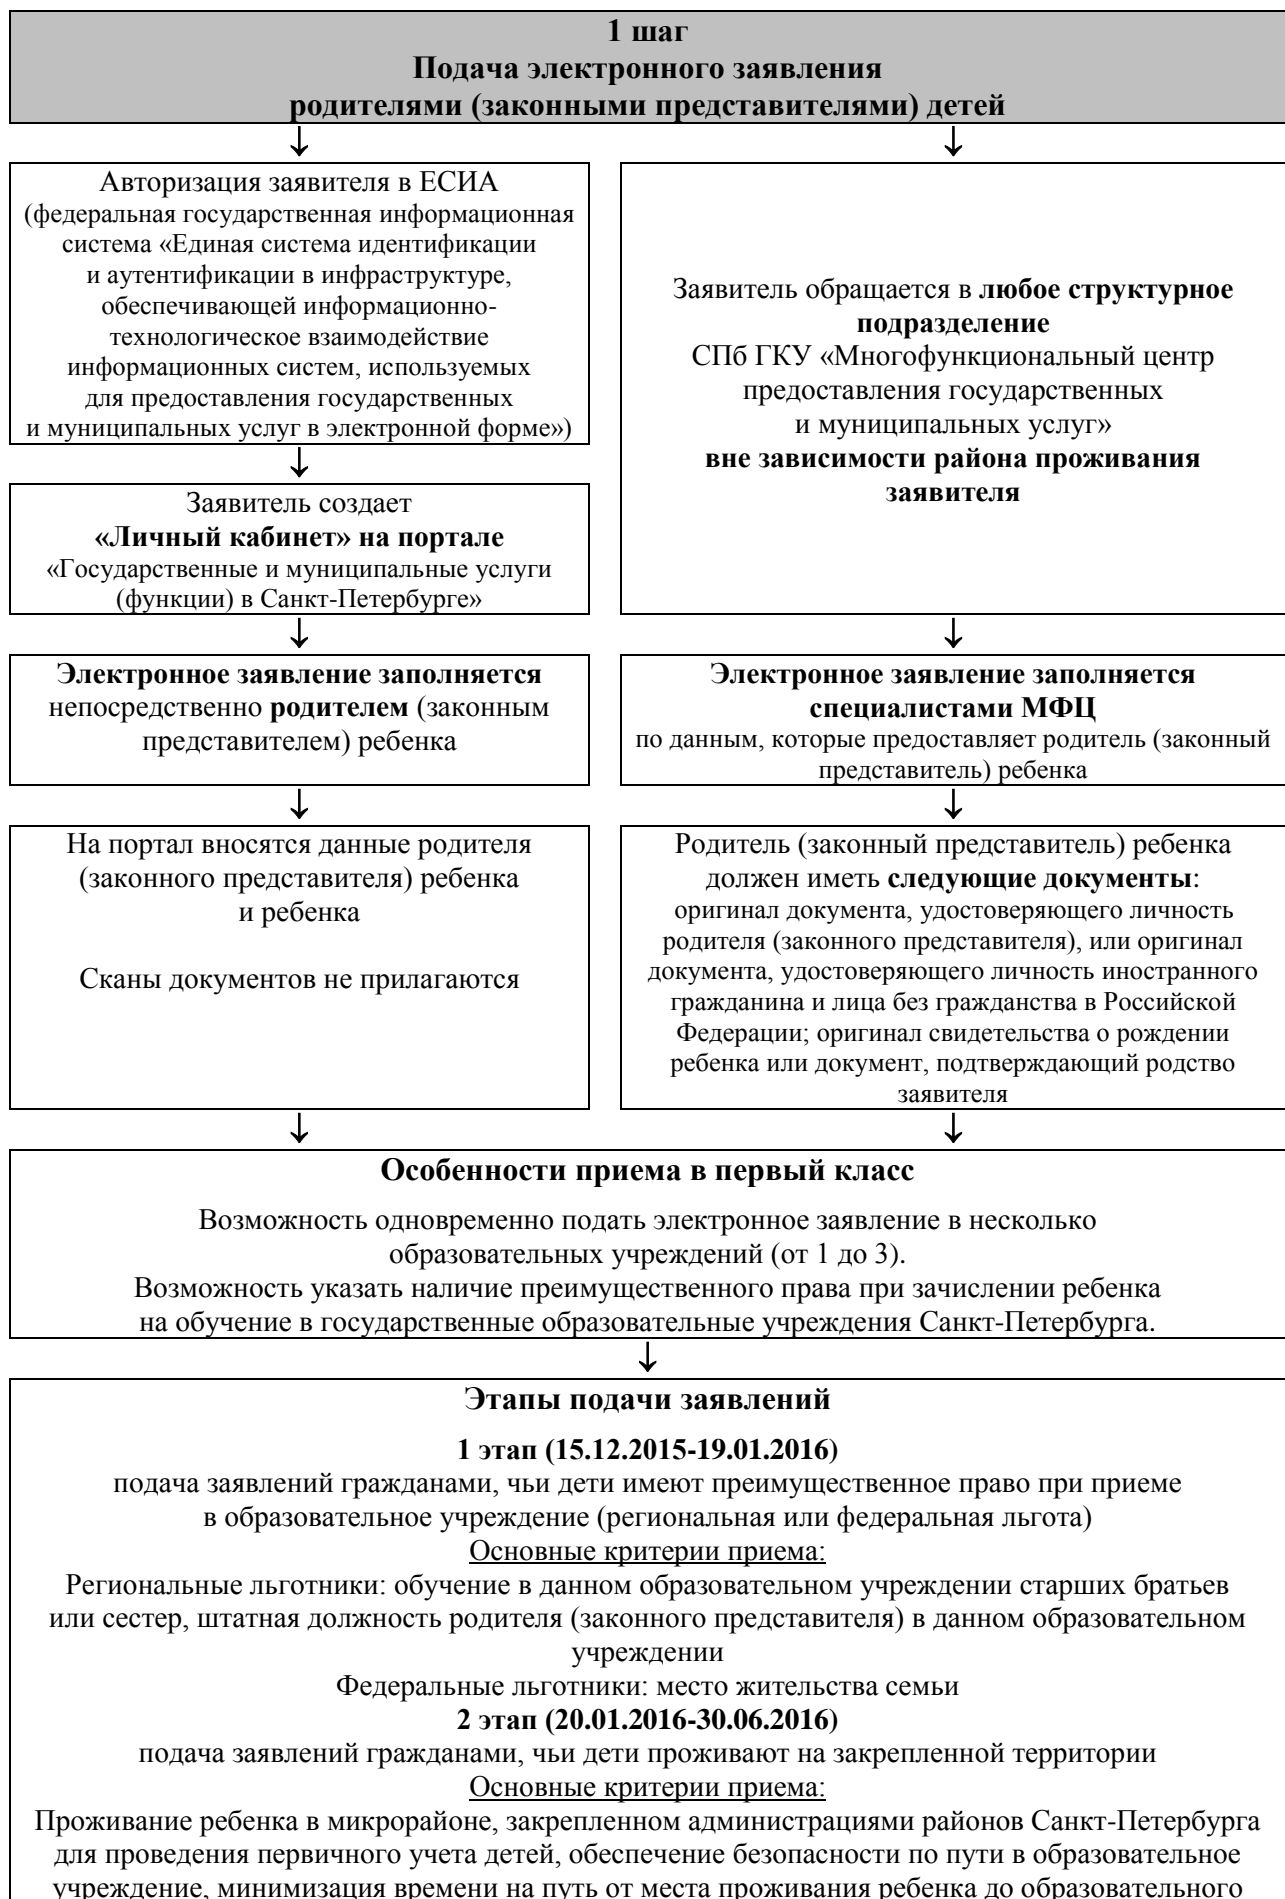 1 шаг
Подача электронного заявления
родителями (законными представителями) детей
Авторизация заявителя в ЕСИА
(федеральная государственная информационная
система «Единая система идентификации
и аутентификации в инфраструктуре,
обеспечивающей информационно-
технологическое взаимодействие
информационных систем, используемых
для предоставления государственных
и муниципальных услуг в электронной форме»)
Заявитель создает
«Личный кабинет» на портале
«Государственные и муниципальные услуги
(функции) в Санкт-Петербурге»
Электронное заявление заполняется
непосредственно родителем (законным
представителем) ребенка
На портал вносятся данные родителя
(законного представителя) ребенка
и ребенка
Сканы документов не прилагаются
Заявитель обращается в любое структурное
подразделение
СПб ГКУ «Многофункциональный центр
предоставления государственных
и муниципальных услуг»
вне зависимости района проживания
заявителя
Электронное заявление заполняется
специалистами МФЦ
по данным, которые предоставляет родитель (законный
представитель) ребенка
Родитель (законный представитель) ребенка
должен иметь следующие документы:
оригинал документа, удостоверяющего личность
родителя (законного представителя), или оригинал
документа, удостоверяющего личность иностранного
гражданина и лица без гражданства в Российской
Федерации; оригинал свидетельства о рождении
ребенка или документ, подтверждающий родство
заявителя
Особенности приема в первый класс
Возможность одновременно подать электронное заявление в несколько
образовательных учреждений (от 1 до 3).
Возможность указать наличие преимущественного права при зачислении ребенка
на обучение в государственные образовательные учреждения Санкт-Петербурга.
Этапы подачи заявлений
1 этап (15.12.2015-19.01.2016)
подача заявлений гражданами, чьи дети имеют преимущественное право при приеме
в образовательное учреждение (региональная или федеральная льгота)
Основные критерии приема:
Региональные льготники: обучение в данном образовательном учреждении старших братьев
или сестер, штатная должность родителя (законного представителя) в данном образовательном
учреждении
Федеральные льготники: место жительства семьи
2 этап (20.01.2016-30.06.2016)
подача заявлений гражданами, чьи дети проживают на закрепленной территории
Основные критерии приема:
Проживание ребенка в микрорайоне, закрепленном администрациями районов Санкт-Петербурга
для проведения первичного учета детей, обеспечение безопасности по пути в образовательное
учреждение, минимизация времени на путь от места проживания ребенка до образовательного